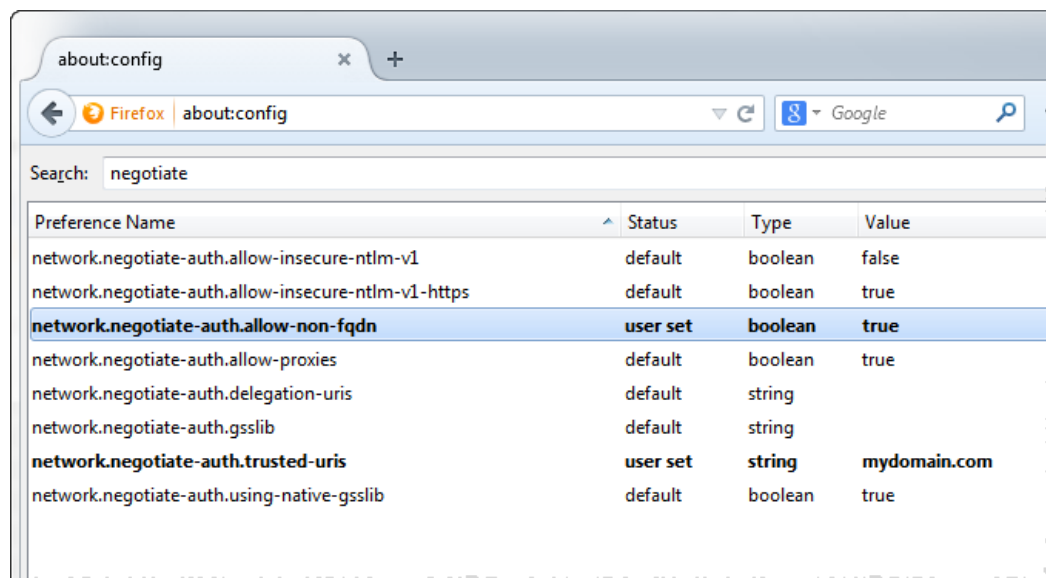 about:config
Firefox about:config Google
Search: negotiate
Preference Name Status Type Value
network.negotiate-auth.allow-insecure-ntlm-v1 default boolean false
network.negotiate-auth.allow-insecure-ntlm-v1-https default boolean true
network.negotiate-auth.allow-non-fqdn user set boolean true
network.negotiate-auth.allow-proxies default boolean true
network.negotiate-auth.delegation-uris default string
network.negotiate-auth.gsslib default string
network.negotiate-auth.trusted-uris user set string mydomain.com
network.negotiate-auth.using-native-gsslib default boolean true